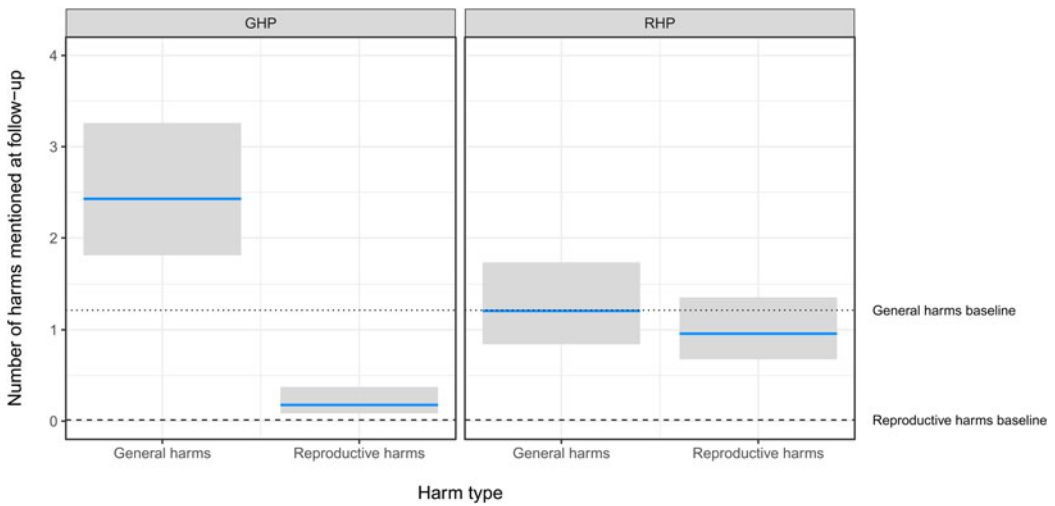 GHP
RHP
Number of harms mentioned at follow−up
4
3
2
1
0
General harms baseline
Reproductive harms baseline
General harms
Reproductive harms
General harms
Reproductive harms
Harm type